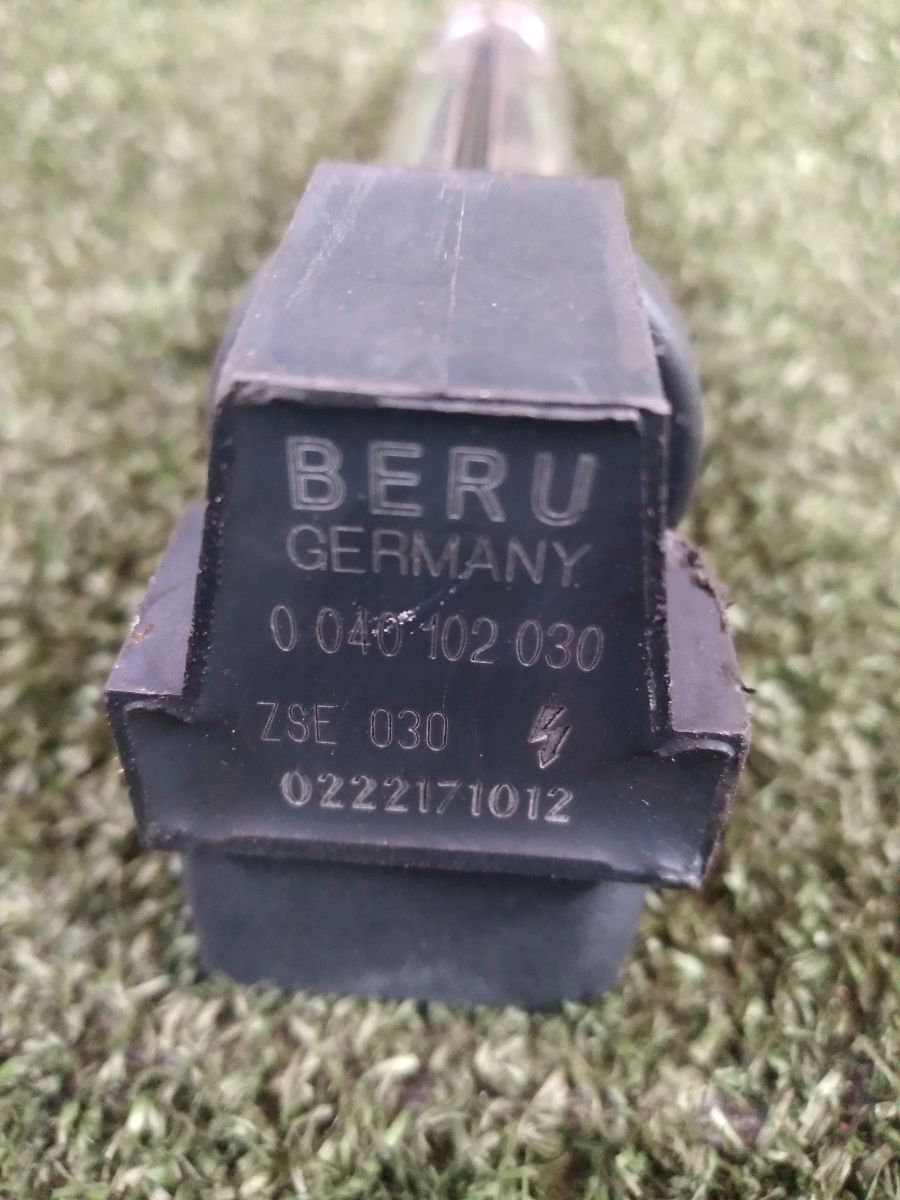 BERU
GERMANY
0 040 102 030
ZSE 030
0222171012